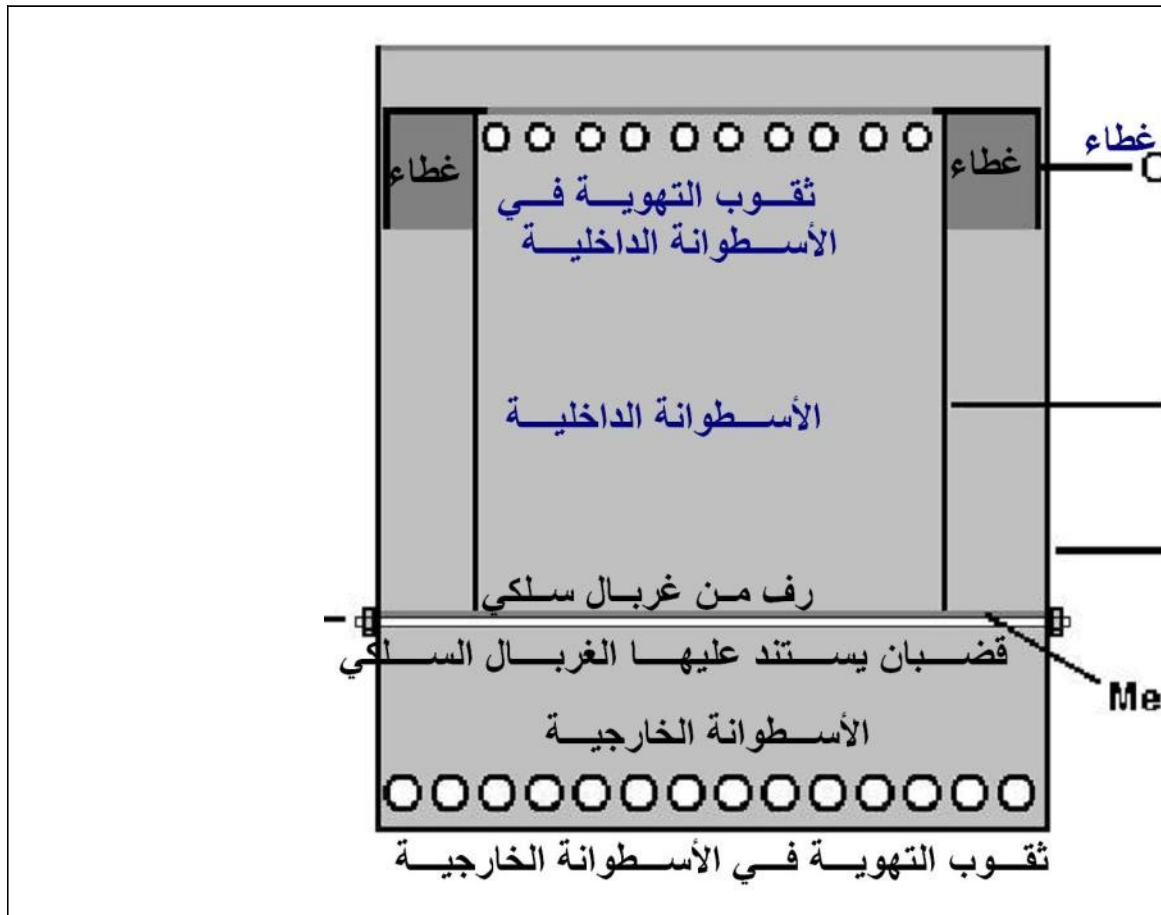 غطاء
غطاء
غطاء
ثقوب التهوية في
الأسطوانة الداخلية
الأسطوانة الداخلية
رف من غربال سلكي
قضبان يستند عليها الغربال السلكي
Me
الأسطوانة الخارجية
ثقوب التهوية في الأسطوانة الخارجية